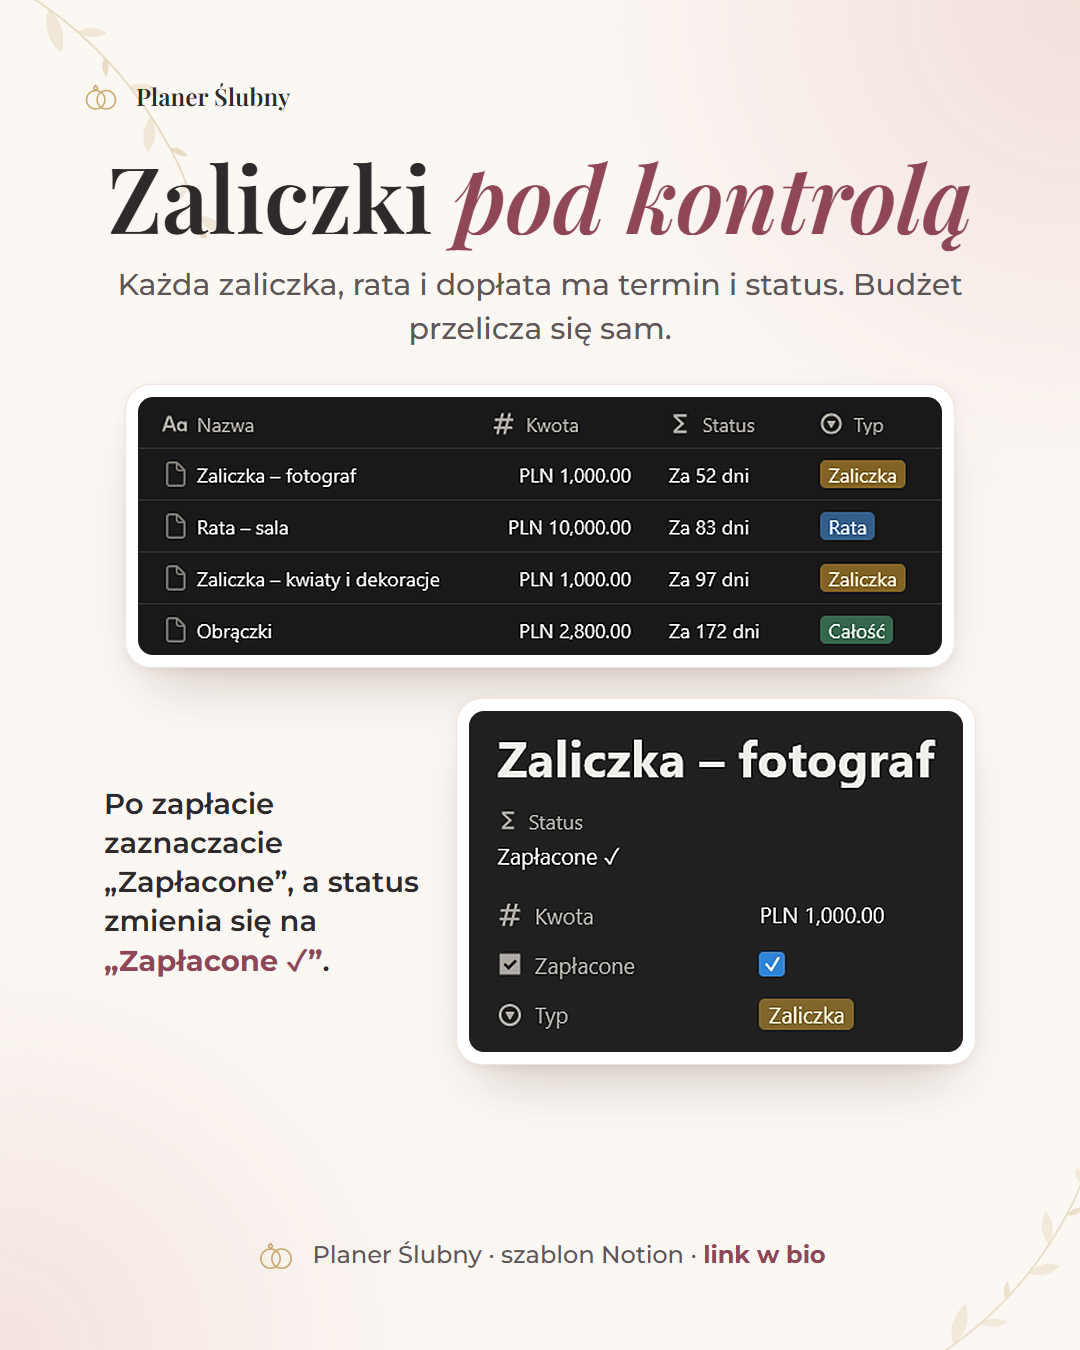 Planer Ślubny
Zaliczki pod kontrolą
Każda zaliczka, rata i dopłata ma termin i status. Budżet
przelicza się sam.
Aa Nazwa # Kwota Σ Status Typ
Zaliczka – fotograf PLN 1,000.00 Za 52 dni Zaliczka
Rata – sala PLN 10,000.00 Za 83 dni Rata
Zaliczka – kwiaty i dekoracje PLN 1,000.00 Za 97 dni Zaliczka
Obrączki PLN 2,800.00 Za 172 dni Całość
Po zapłacie
zaznaczacie
„Zapłacone”, a status
zmienia się na
„Zapłacone ✓”.
Zaliczka – fotograf
Σ Status
Zapłacone ✓
# Kwota PLN 1,000.00
Zapłacone
Typ Zaliczka
Planer Ślubny · szablon Notion · link w bio